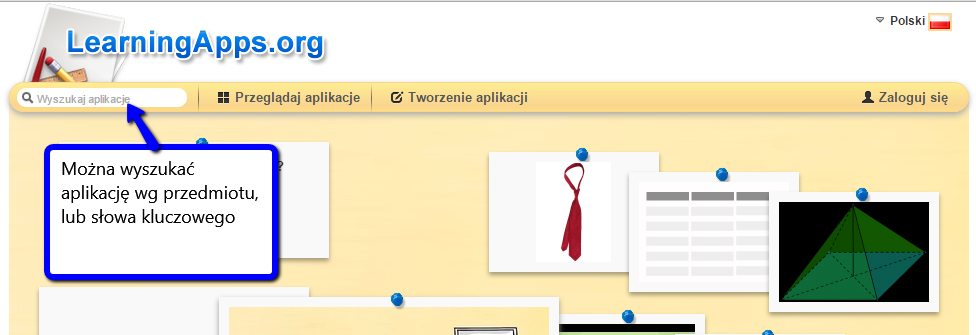 Polski
LearningApps.org
Wyszukaj aplikacje
Przeglądaj aplikacje
Tworzenie aplikacji
Zaloguj się
?
Można wyszukać
aplikację wg przedmiotu,
lub słowa kluczowego